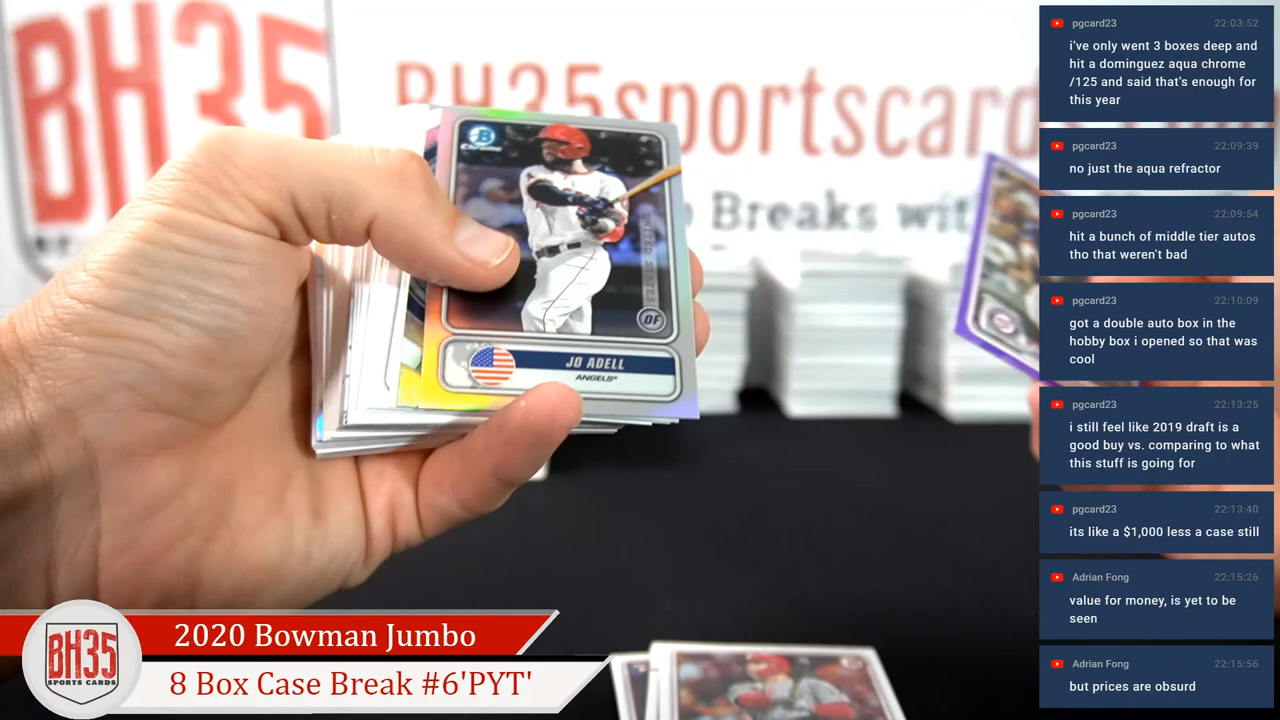 BH35
BH35sportscards
Breaks with
Chrome
UNITED STATES
OF
JO ADELL
ANGELS
2020 Bowman Jumbo
8 Box Case Break #6'PYT'
BH35
SPORTS CARDS
pgcard23 22:03:52
i've only went 3 boxes deep and
hit a dominguez aqua chrome
/125 and said that's enough for
this year
pgcard23 22:09:39
no just the aqua refractor
pgcard23 22:09:54
hit a bunch of middle tier autos
tho that weren't bad
pgcard23 22:10:09
got a double auto box in the
hobby box i opened so that was
cool
pgcard23 22:13:25
i still feel like 2019 draft is a
good buy vs. comparing to what
this stuff is going for
pgcard23 22:13:40
its like a $1,000 less a case still
Adrian Fong 22:15:26
value for money, is yet to be
seen
Adrian Fong 22:15:56
but prices are obsurd